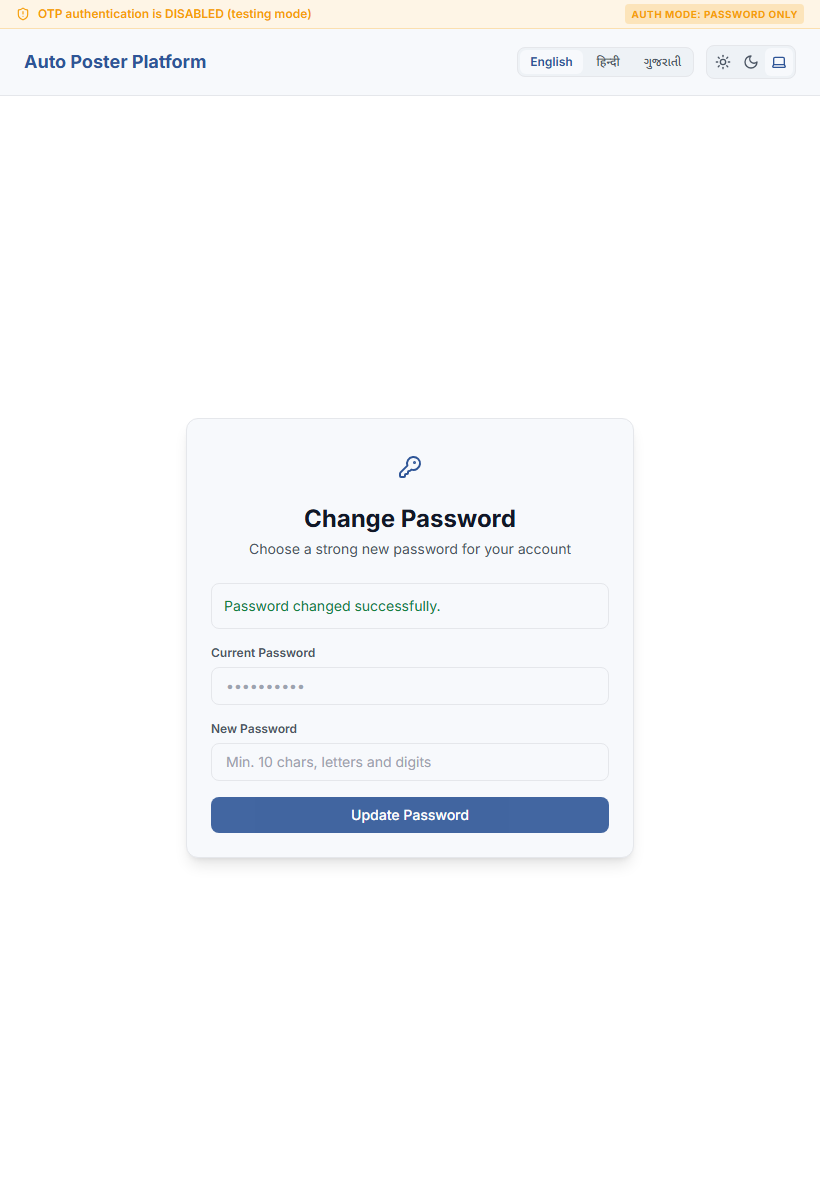 OTP authentication is DISABLED (testing mode)
AUTH MODE: PASSWORD ONLY
Auto Poster Platform
English
हिन्दी
ગુજરાતી
Change Password
Choose a strong new password for your account
Password changed successfully.
Current Password
••••••••••
New Password
Min. 10 chars, letters and digits
Update Password